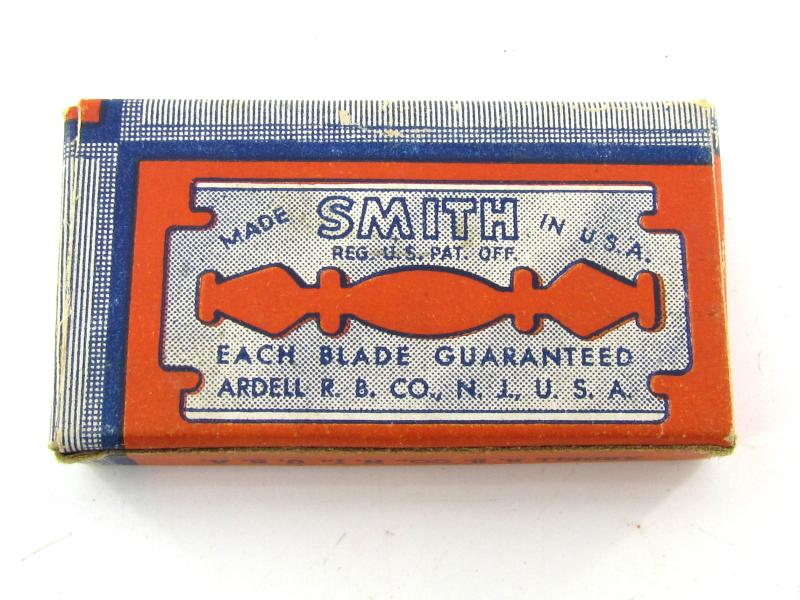 MADE SMITH IN U.S.A.
REG. U.S. PAT. OFF.
EACH BLADE GUARANTEED
ARDELL R. B. CO., N. J., U. S. A.